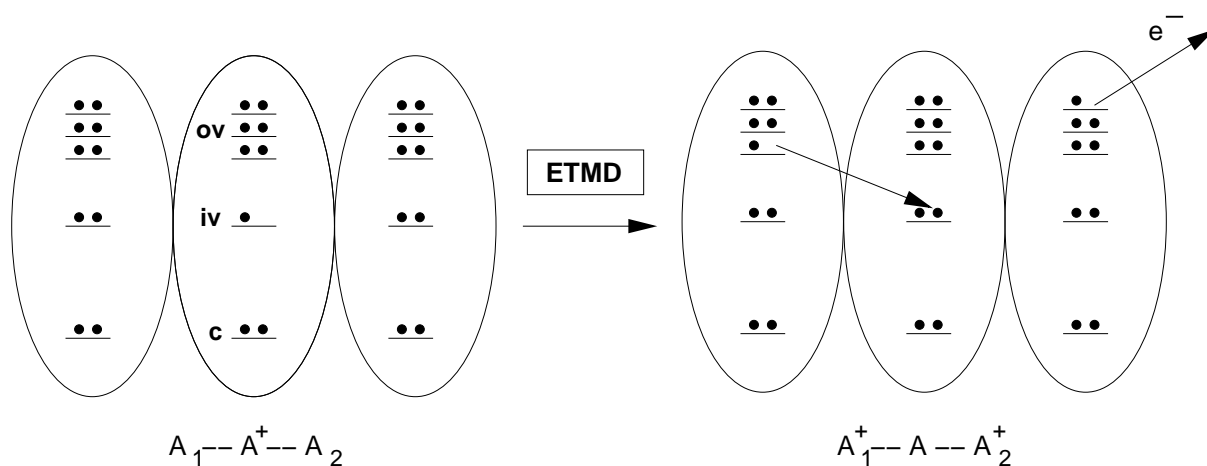 e⁻
ov
iv
c
ETMD
A₁-- A⁺-- A₂
A₁⁺-- A -- A₂⁺